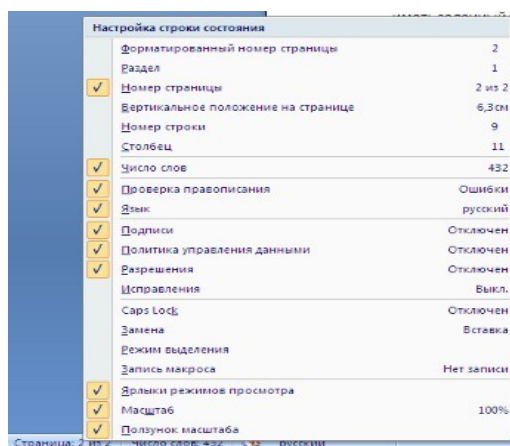 Настройка строки состояния
Форматированный номер страницы 2
Раздел 1
Номер страницы 2 из 2
Вертикальное положение на странице 6,3см
Номер строки 9
Столбец 11
Число слов 432
Проверка правописания Ошибки
Язык русский
Подписи Отключен
Политика управления данными Отключен
Разрешения Отключен
Исправления Выкл.
Caps Lock Отключен
Замена Вставка
Режим выделения
Запись макроса Нет записи
Ярлыки режимов просмотра
Масштаб 100%
Ползунок масштаба
Страница: 2 из 2 Число слов: 432 русский